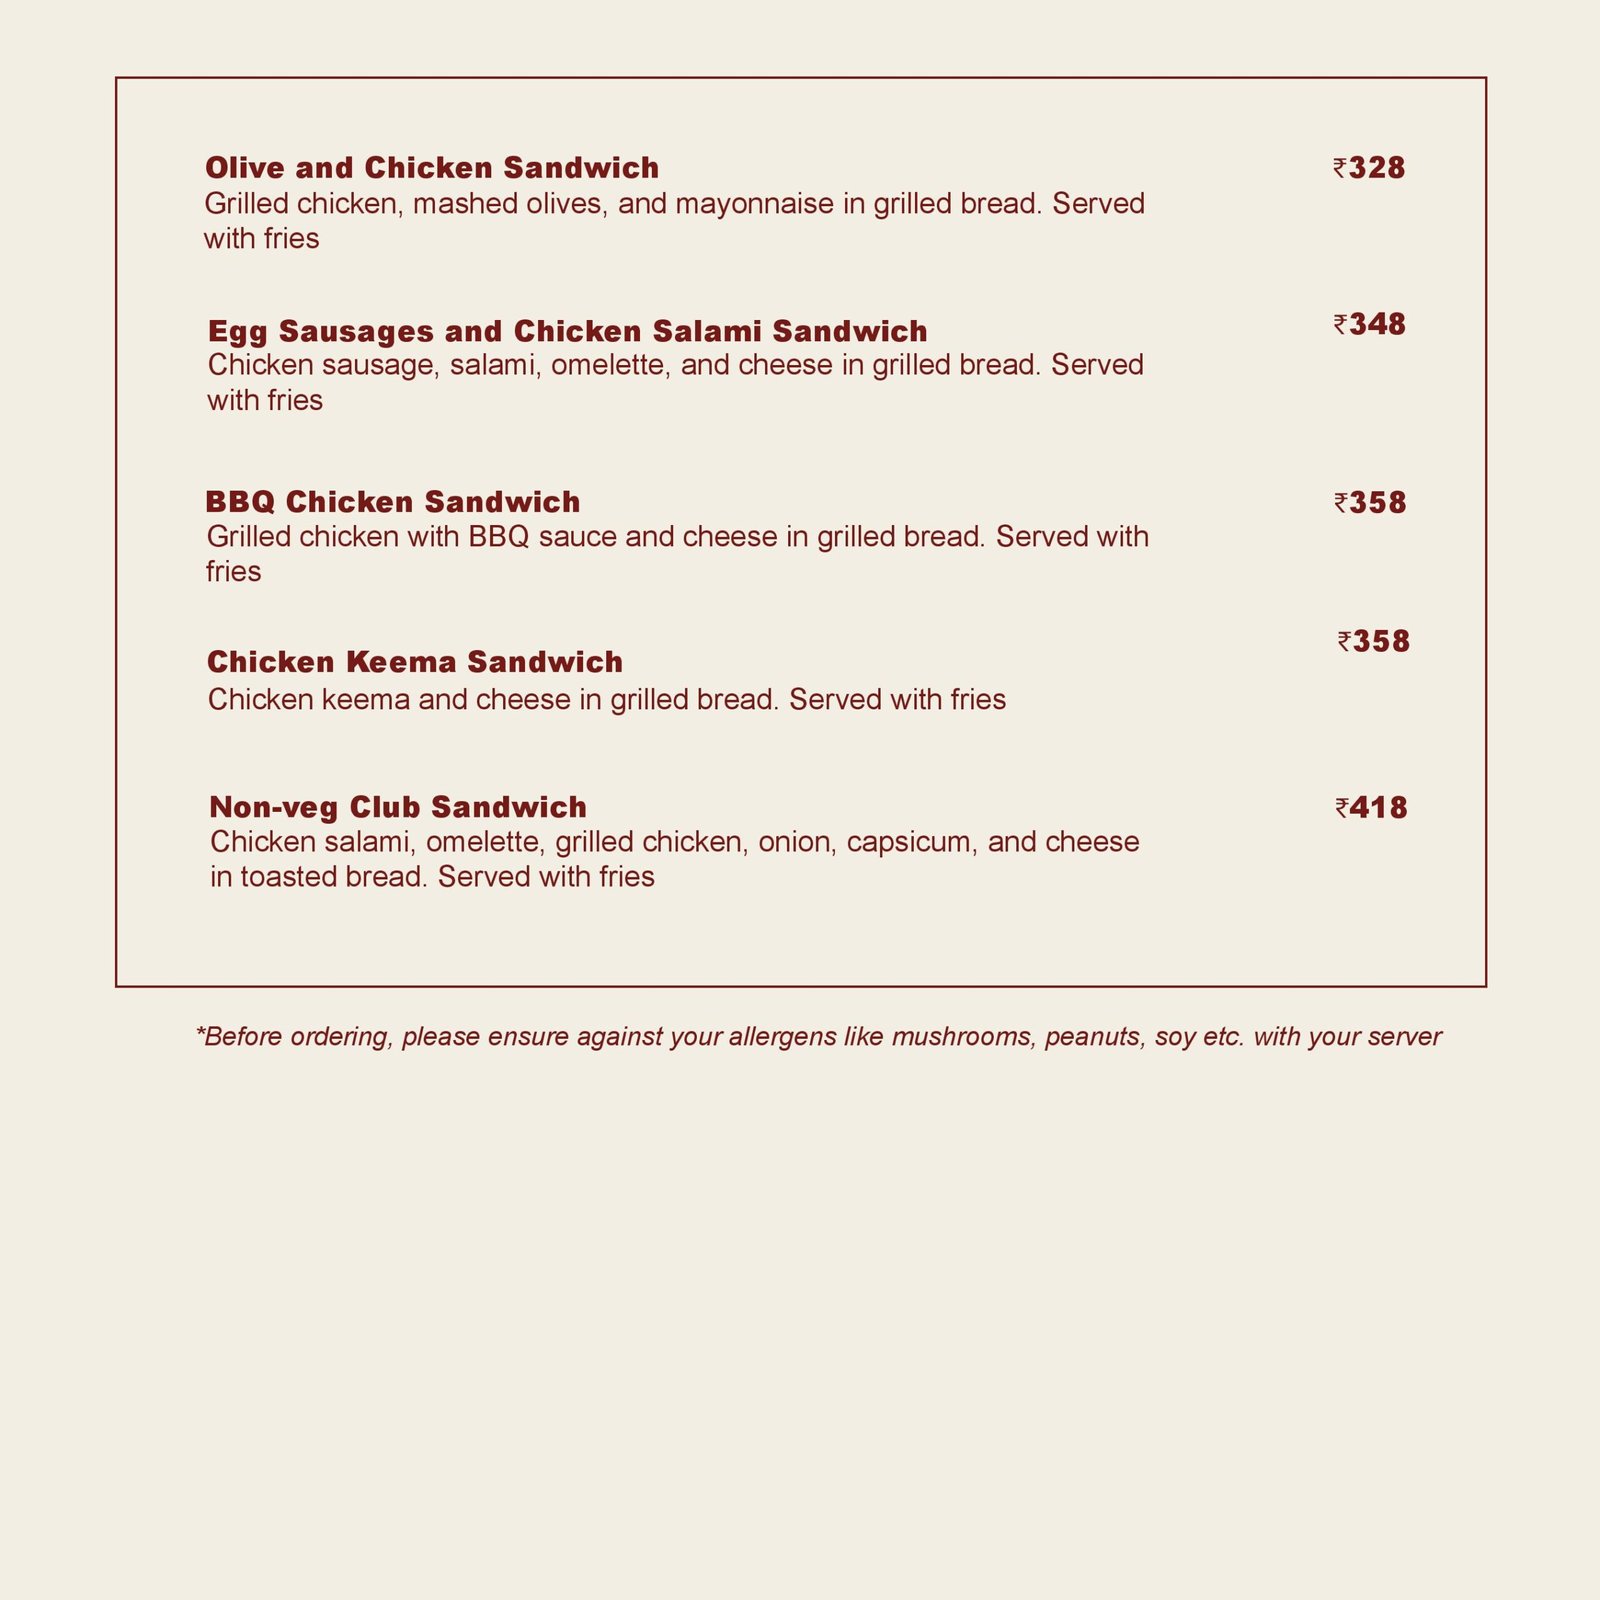 Olive and Chicken Sandwich ₹328
Grilled chicken, mashed olives, and mayonnaise in grilled bread. Served
with fries
Egg Sausages and Chicken Salami Sandwich ₹348
Chicken sausage, salami, omelette, and cheese in grilled bread. Served
with fries
BBQ Chicken Sandwich ₹358
Grilled chicken with BBQ sauce and cheese in grilled bread. Served with
fries
Chicken Keema Sandwich ₹358
Chicken keema and cheese in grilled bread. Served with fries
Non-veg Club Sandwich ₹418
Chicken salami, omelette, grilled chicken, onion, capsicum, and cheese
in toasted bread. Served with fries
*Before ordering, please ensure against your allergens like mushrooms, peanuts, soy etc. with your server